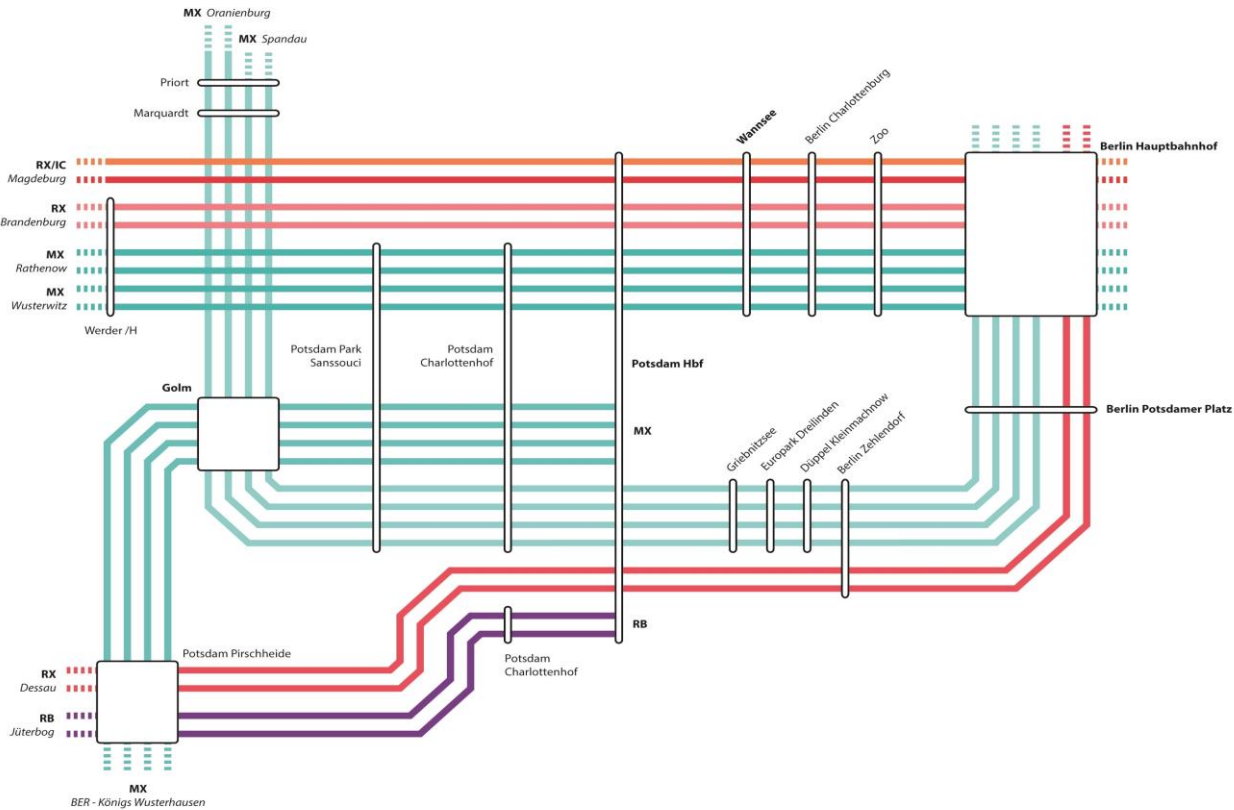 MX Oranienburg
MX Spandau
Priort
Marquardt
Wannsee
Berlin Charlottenburg
Zoo
Berlin Hauptbahnhof
RX/IC
Magdeburg
RX
Brandenburg
MX
Rathenow
MX
Wusterwitz
Werder /H
Potsdam Park
Sanssouci
Potsdam
Charlottenhof
Potsdam Hbf
Golm
MX
Berlin Potsdamer Platz
Griebnitzsee
Europark Dreilinden
Düppel Kleinmachnow
Berlin Zehlendorf
RB
Potsdam Pirschheide
Potsdam
Charlottenhof
RX
Dessau
RB
Jüterbog
MX
BER - Königs Wusterhausen